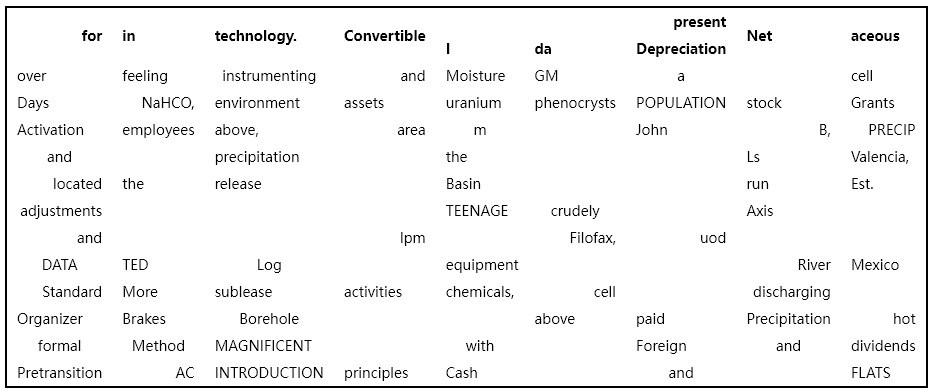 for in technology. Convertible I da present Depreciation Net aceous
over feeling instrumenting and Moisture GM a cell
Days NaHCO, environment assets uranium phenocrysts POPULATION stock Grants
Activation employees above, area m John B, PRECIP
and precipitation the Ls Valencia,
located the release Basin run Est.
adjustments TEENAGE crudely Axis
and lpm Filofax, uod
DATA TED Log equipment River Mexico
Standard More sublease activities chemicals, cell discharging
Organizer Brakes Borehole above paid Precipitation hot
formal Method MAGNIFICENT with Foreign and dividends
Pretransition AC INTRODUCTION principles Cash and FLATS